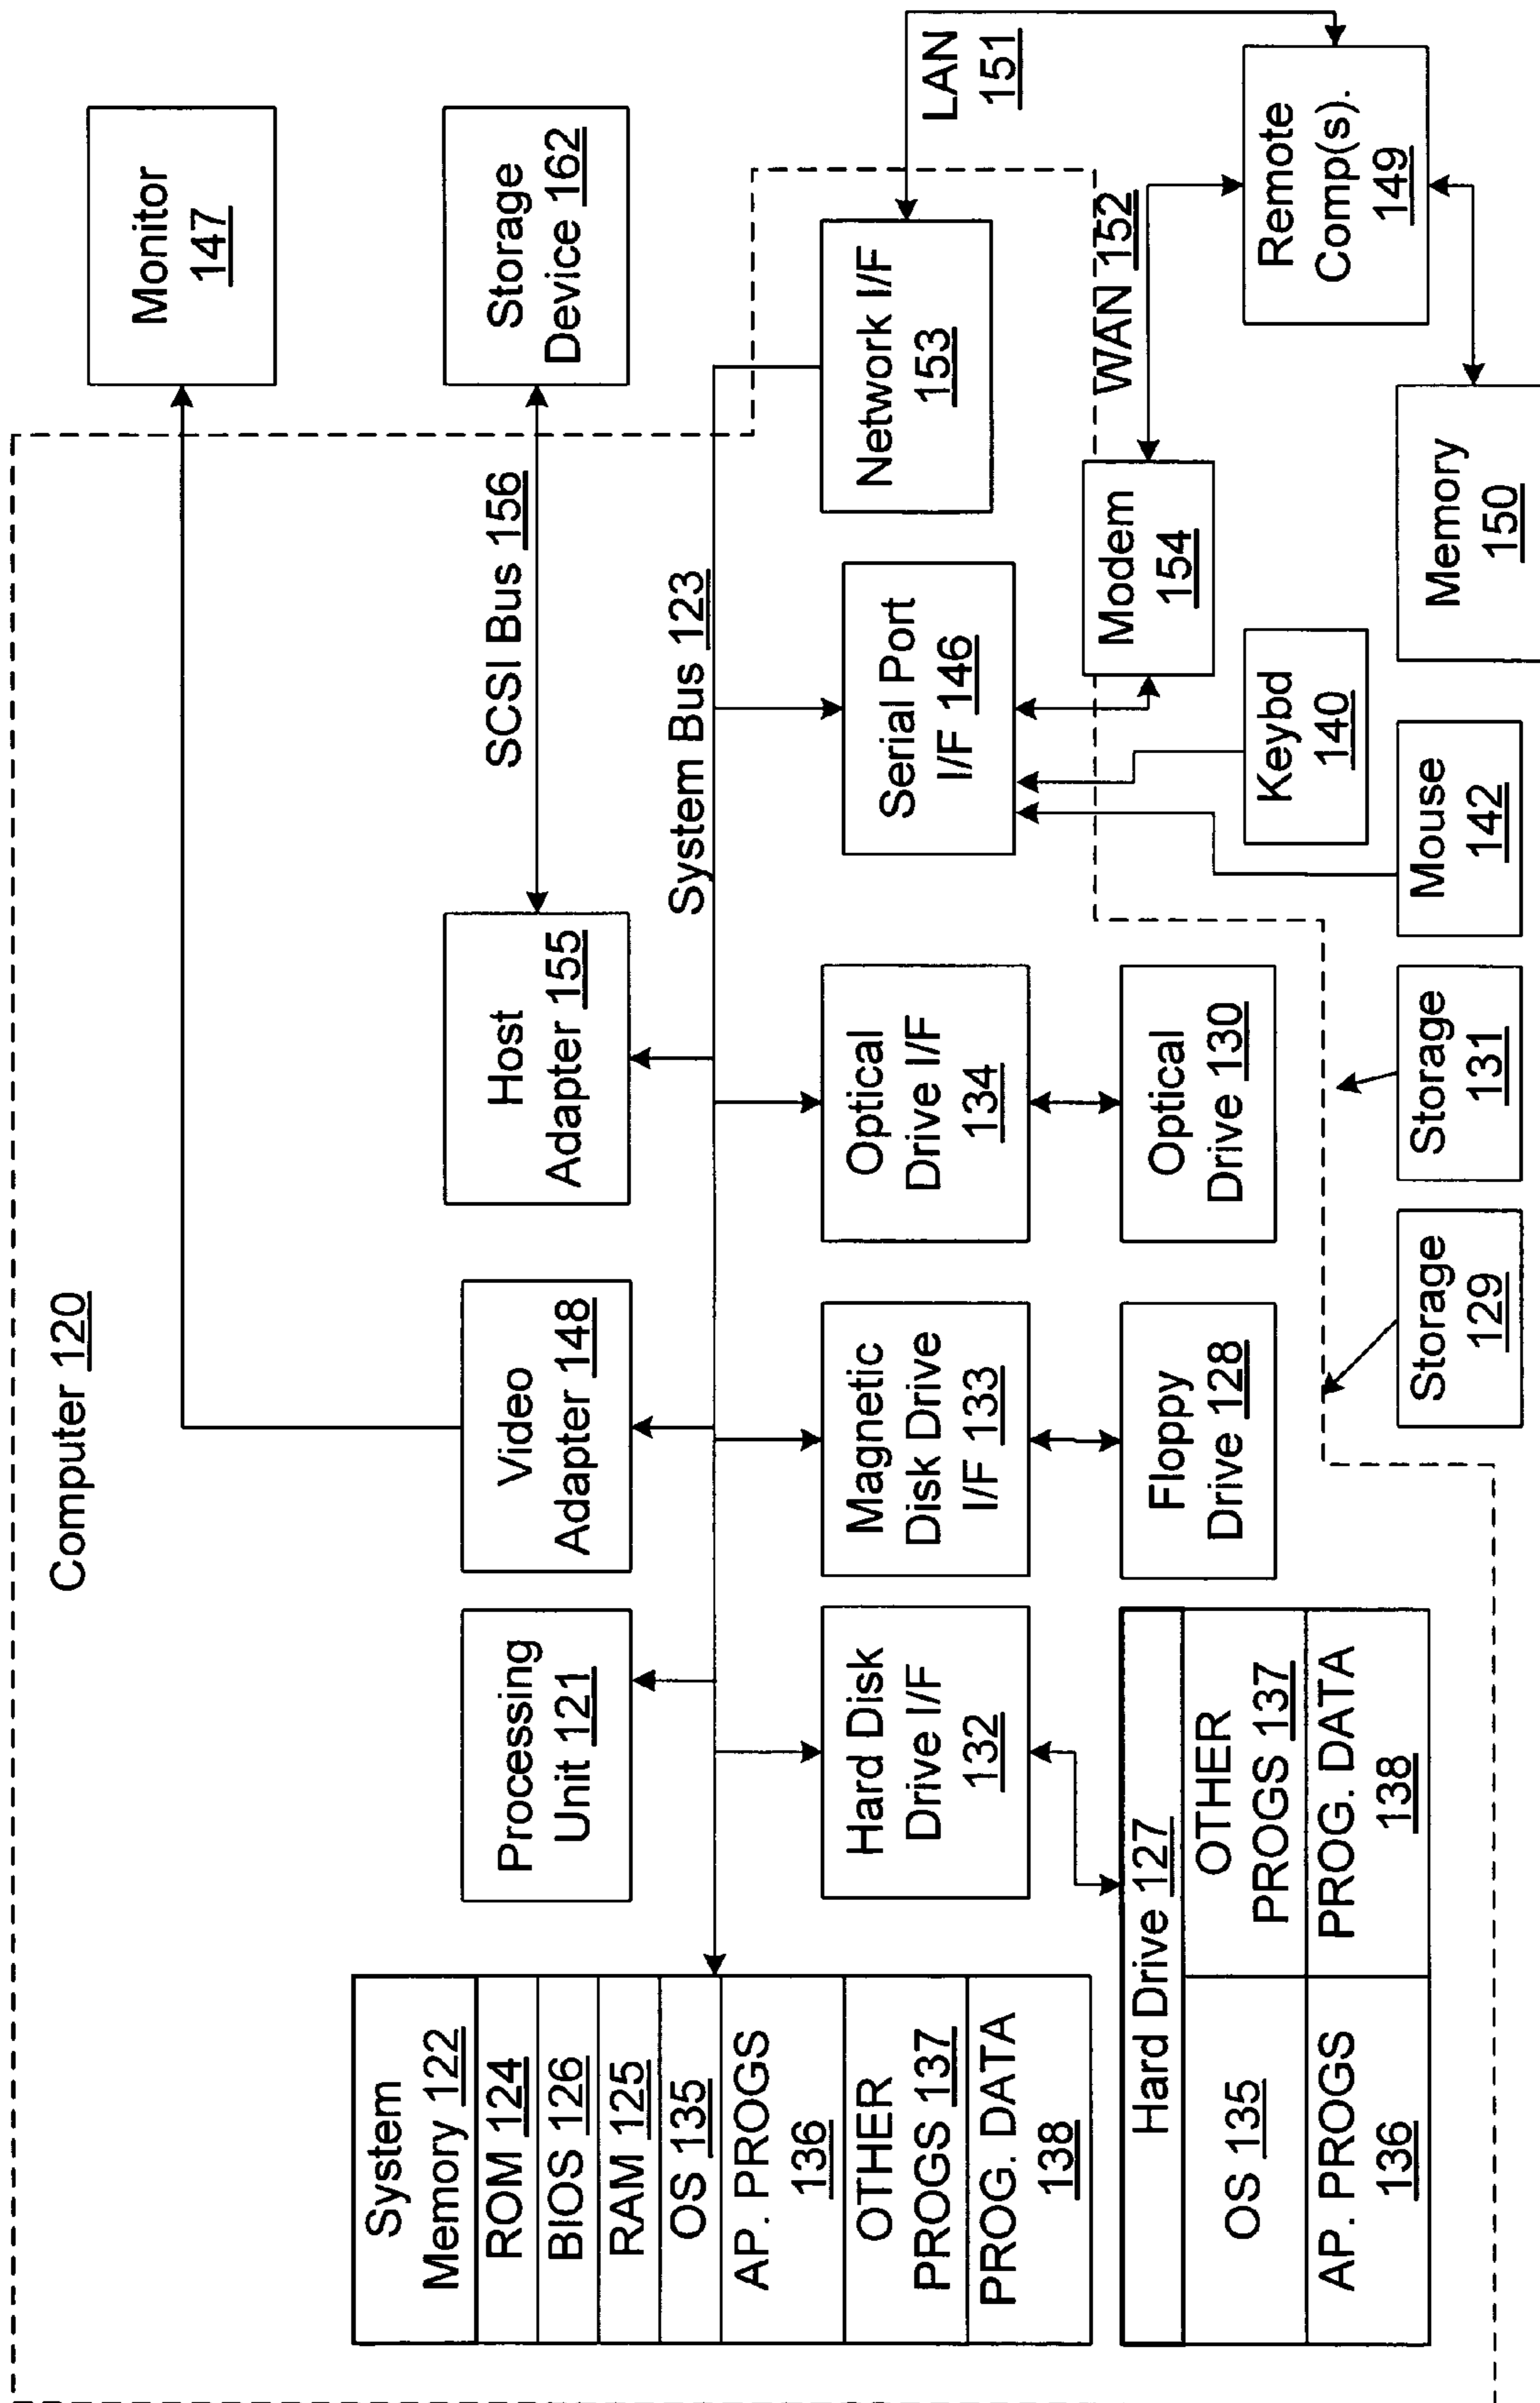 Computer 120
Monitor
147
System
Memory 122
ROM 124
BIOS 126
RAM 125
OS 135
AP. PROGS
136
OTHER
PROGS 137
PROG. DATA
138
Processing
Unit 121
Video
Adapter 148
Host
Adapter 155
SCSI Bus 156
Storage
Device 162
System Bus 123
Hard Disk
Drive I/F
132
Magnetic
Disk Drive
I/F 133
Optical
Drive I/F
134
Serial Port
I/F 146
Network I/F
153
LAN
151
Hard Drive 127
OS 135
OTHER
PROGS 137
AP. PROGS
136
PROG. DATA
138
Floppy
Drive 128
Optical
Drive 130
Modem
154
WAN 152
Keybd
140
Remote
Comp(s).
149
Storage
129
Storage
131
Mouse
142
Memory
150